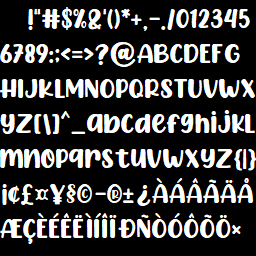 !"#$%&'()*+,-./012345
6789:;<=>?@ABCDEFG
HIJKLMNOPQRSTUVWX
YZ[\]^_abcdefghijkl
mnopqrstuvwxyz{|}
¡¢£¤¥§©-®±¿ÀÁÂÃÄÅ
ÆÇÈÉÊËÌÍÎÏÐÑÒÓÔÕÖ×